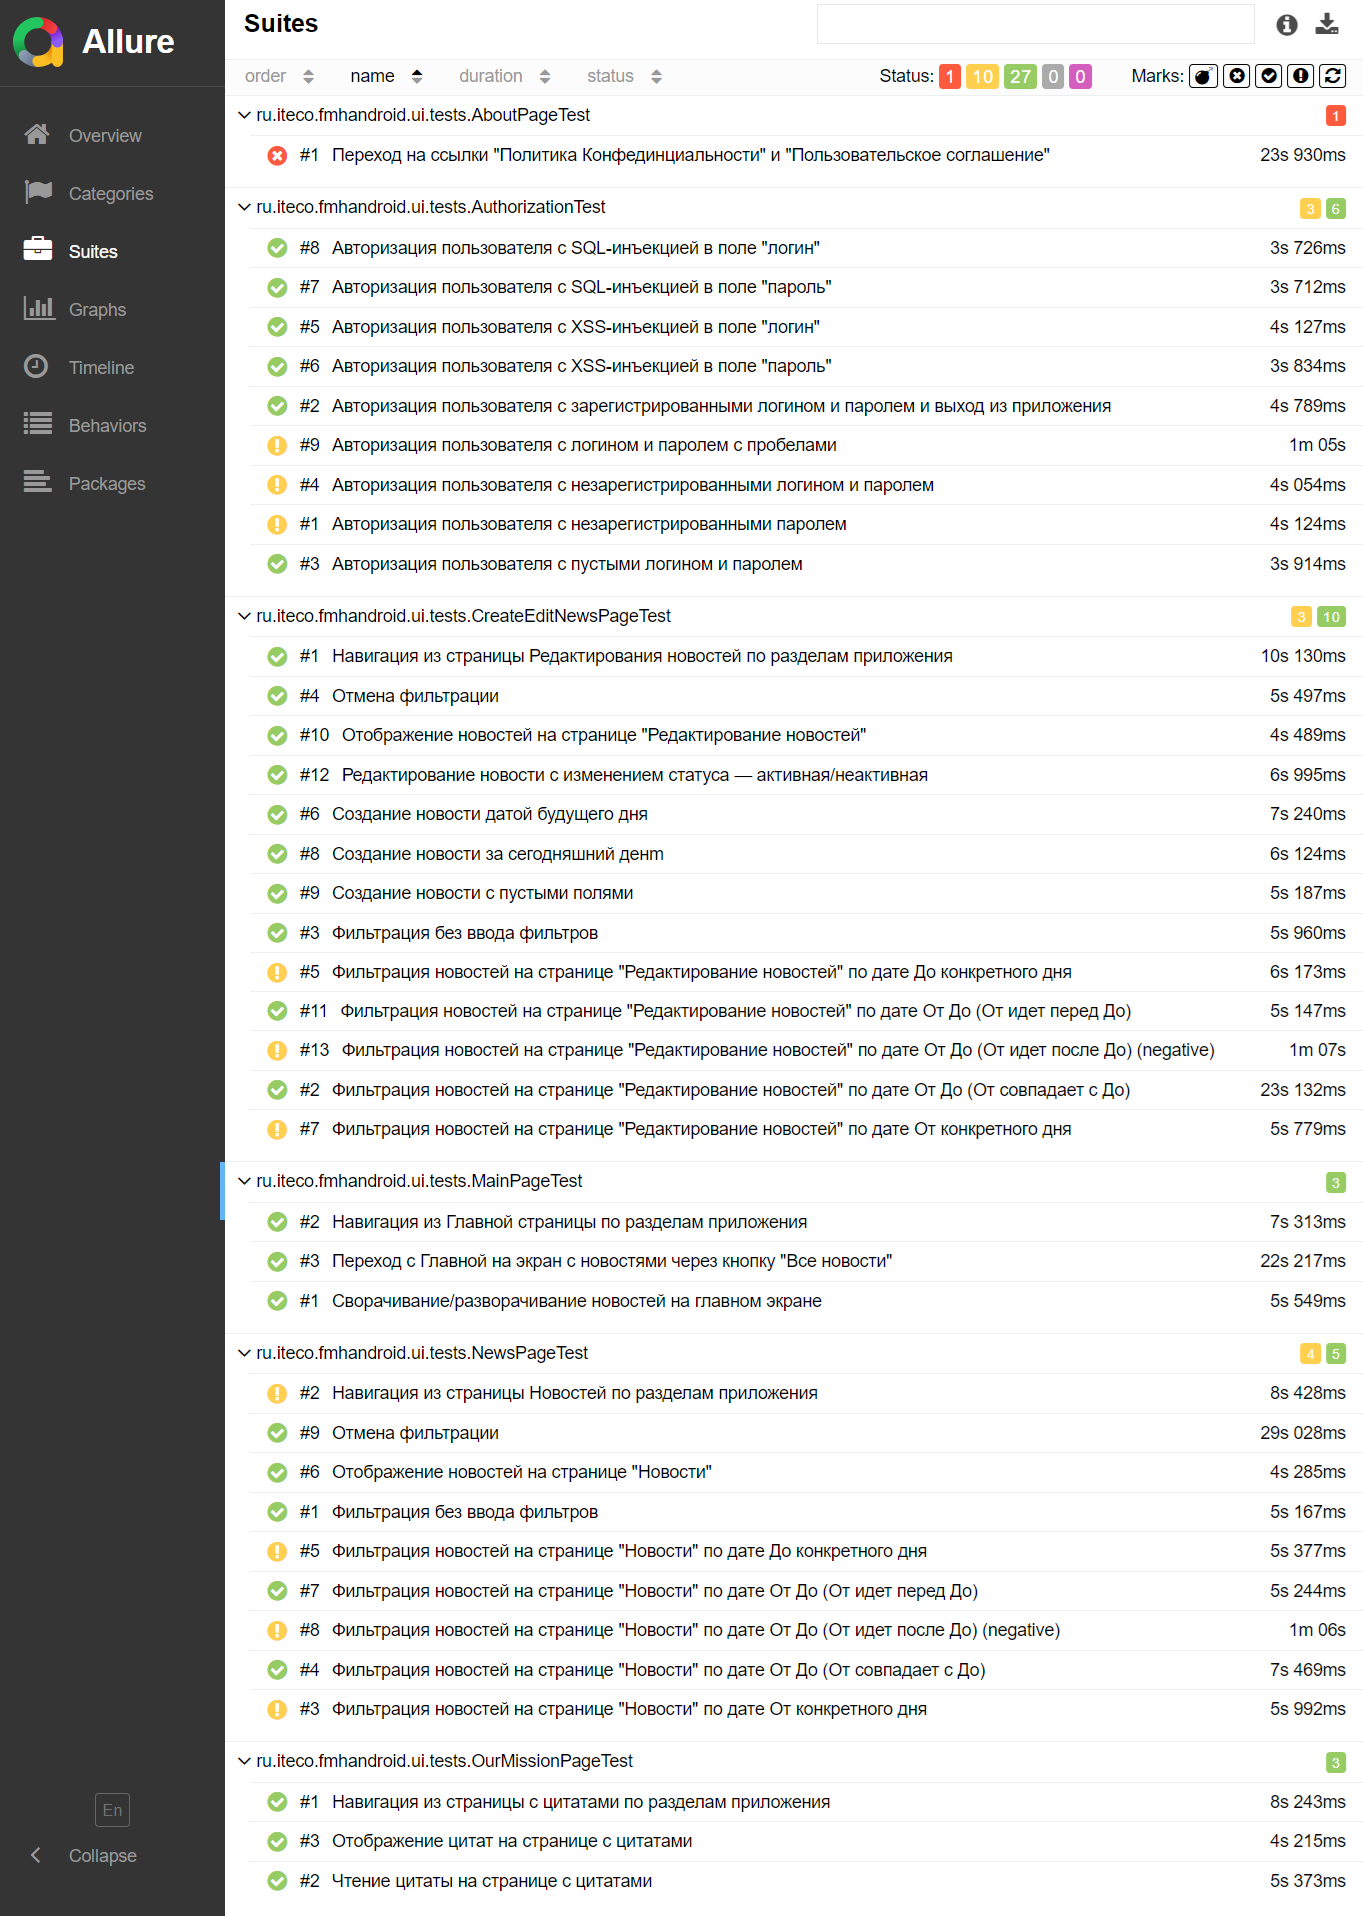 Allure
Overview
Categories
Suites
Graphs
Timeline
Behaviors
Packages
En
Collapse
Suites
order name duration status Status: 1 10 27 0 0 Marks:
ru.iteco.fmhandroid.ui.tests.AboutPageTest 1
#1 Переход на ссылки "Политика Конфединциальности" и "Пользовательское соглашение" 23s 930ms
ru.iteco.fmhandroid.ui.tests.AuthorizationTest 3 6
#8 Авторизация пользователя с SQL-инъекцией в поле "логин" 3s 726ms
#7 Авторизация пользователя с SQL-инъекцией в поле "пароль" 3s 712ms
#5 Авторизация пользователя с XSS-инъекцией в поле "логин" 4s 127ms
#6 Авторизация пользователя с XSS-инъекцией в поле "пароль" 3s 834ms
#2 Авторизация пользователя с зарегистрированными логином и паролем и выход из приложения 4s 789ms
#9 Авторизация пользователя с логином и паролем с пробелами 1m 05s
#4 Авторизация пользователя с незарегистрированными логином и паролем 4s 054ms
#1 Авторизация пользователя с незарегистрированными паролем 4s 124ms
#3 Авторизация пользователя с пустыми логином и паролем 3s 914ms
ru.iteco.fmhandroid.ui.tests.CreateEditNewsPageTest 3 10
#1 Навигация из страницы Редактирования новостей по разделам приложения 10s 130ms
#4 Отмена фильтрации 5s 497ms
#10 Отображение новостей на странице "Редактирование новостей" 4s 489ms
#12 Редактирование новости с изменением статуса — активная/неактивная 6s 995ms
#6 Создание новости датой будущего дня 7s 240ms
#8 Создание новости за сегодняшний денm 6s 124ms
#9 Создание новости с пустыми полями 5s 187ms
#3 Фильтрация без ввода фильтров 5s 960ms
#5 Фильтрация новостей на странице "Редактирование новостей" по дате До конкретного дня 6s 173ms
#11 Фильтрация новостей на странице "Редактирование новостей" по дате От До (От идет перед До) 5s 147ms
#13 Фильтрация новостей на странице "Редактирование новостей" по дате От До (От идет после До) (negative) 1m 07s
#2 Фильтрация новостей на странице "Редактирование новостей" по дате От До (От совпадает с До) 23s 132ms
#7 Фильтрация новостей на странице "Редактирование новостей" по дате От конкретного дня 5s 779ms
ru.iteco.fmhandroid.ui.tests.MainPageTest 3
#2 Навигация из Главной страницы по разделам приложения 7s 313ms
#3 Переход с Главной на экран с новостями через кнопку "Все новости" 22s 217ms
#1 Сворачивание/разворачивание новостей на главном экране 5s 549ms
ru.iteco.fmhandroid.ui.tests.NewsPageTest 4 5
#2 Навигация из страницы Новостей по разделам приложения 8s 428ms
#9 Отмена фильтрации 29s 028ms
#6 Отображение новостей на странице "Новости" 4s 285ms
#1 Фильтрация без ввода фильтров 5s 167ms
#5 Фильтрация новостей на странице "Новости" по дате До конкретного дня 5s 377ms
#7 Фильтрация новостей на странице "Новости" по дате От До (От идет перед До) 5s 244ms
#8 Фильтрация новостей на странице "Новости" по дате От До (От идет после До) (negative) 1m 06s
#4 Фильтрация новостей на странице "Новости" по дате От До (От совпадает с До) 7s 469ms
#3 Фильтрация новостей на странице "Новости" по дате От конкретного дня 5s 992ms
ru.iteco.fmhandroid.ui.tests.OurMissionPageTest 3
#1 Навигация из страницы с цитатами по разделам приложения 8s 243ms
#3 Отображение цитат на странице с цитатами 4s 215ms
#2 Чтение цитаты на странице с цитатами 5s 373ms